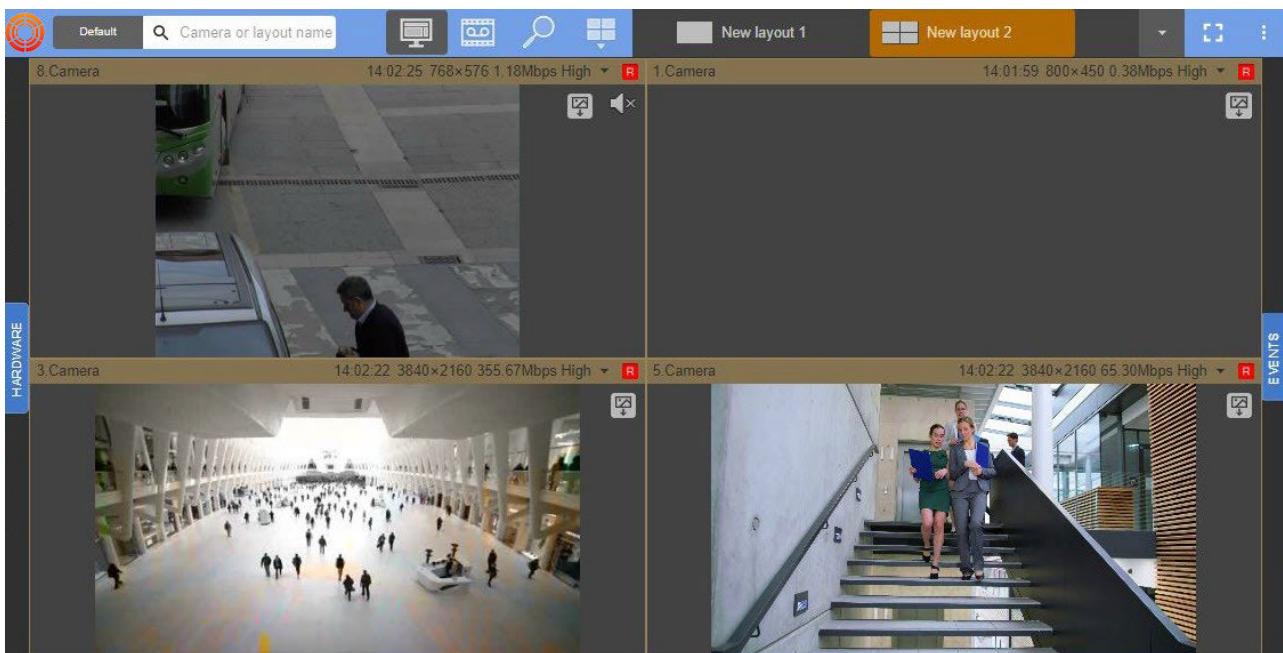 Default
Camera or layout name
New layout 1
New layout 2
8.Camera
14:02:25 768×576 1.18Mbps High
R
1.Camera
14:01:59 800×450 0.38Mbps High
R
HARDWARE
EVENTS
3.Camera
14:02:22 3840×2160 355.67Mbps High
R
5.Camera
14:02:22 3840×2160 65.30Mbps High
R